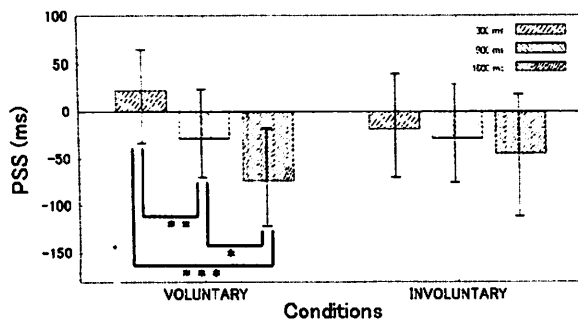 100
300 ms
900 ms
1500 ms
50
0
-50
-100
-150
PSS (ms)
* *
*
* * *
VOLUNTARY
INVOLUNTARY
Conditions